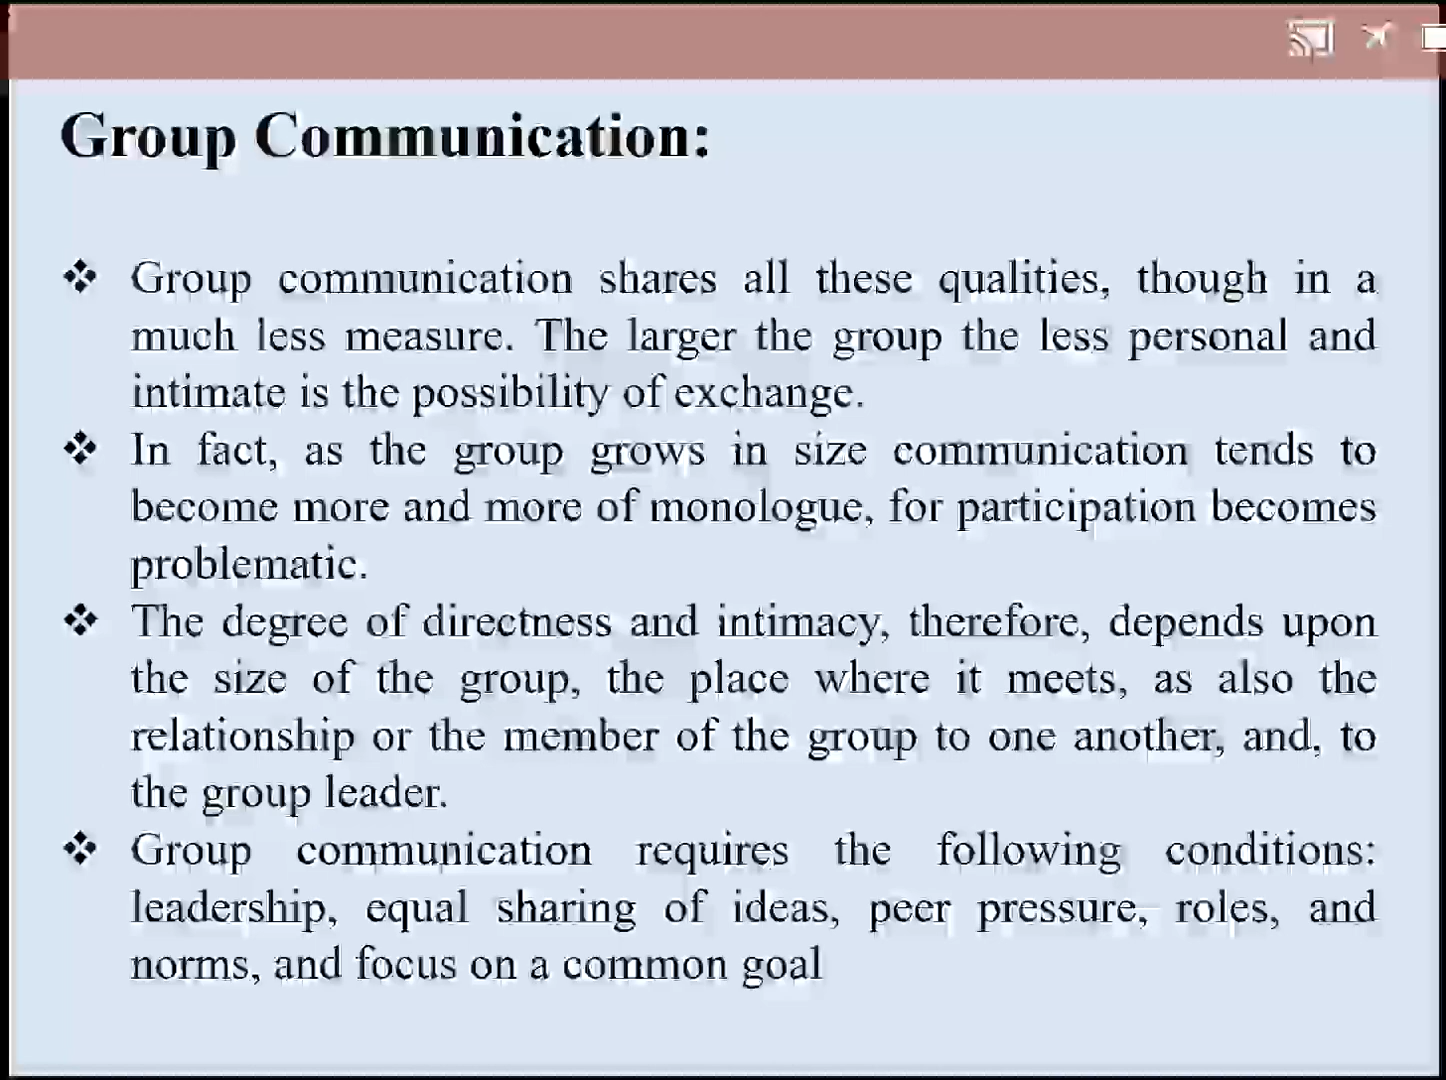 Group Communication:
❖ Group communication shares all these qualities, though in a
much less measure. The larger the group the less personal and
intimate is the possibility of exchange.
❖ In fact, as the group grows in size communication tends to
become more and more of monologue, for participation becomes
problematic.
❖ The degree of directness and intimacy, therefore, depends upon
the size of the group, the place where it meets, as also the
relationship or the member of the group to one another, and, to
the group leader.
❖ Group communication requires the following conditions:
leadership, equal sharing of ideas, peer pressure, roles, and
norms, and focus on a common goal